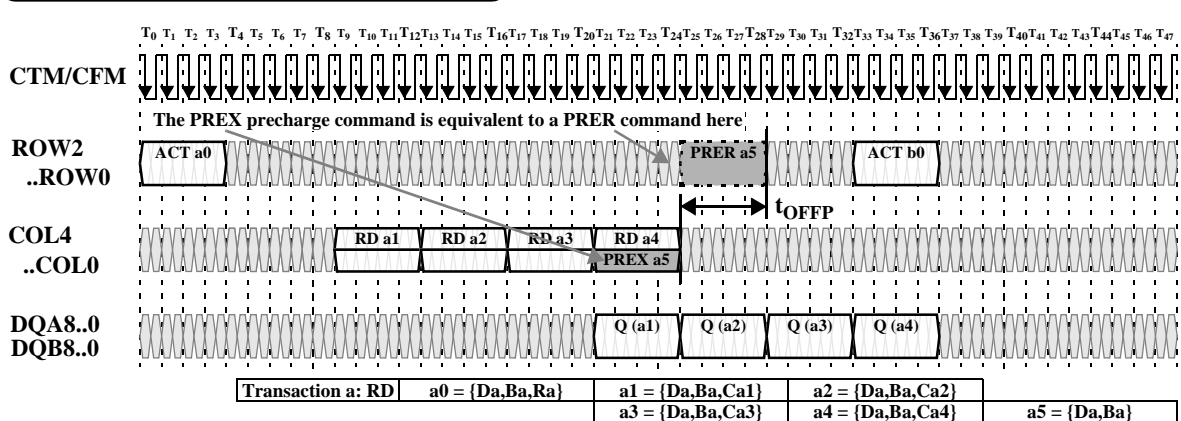 T0 T1 T2 T3 T4 T5 T6 T7 T8 T9 T10 T11 T12 T13 T14 T15 T16 T17 T18 T19 T20 T21 T22 T23 T24 T25 T26 T27 T28 T29 T30 T31 T32 T33 T34 T35 T36 T37 T38 T39 T40 T41 T42 T43 T44 T45 T46 T47
CTM/CFM
The PREX precharge command is equivalent to a PRER command here
ROW2
..ROW0
ACT a0
PRER a5
ACT b0
tOFFP
COL4
..COL0
RD a1
RD a2
RD a3
RD a4
PREX a5
DQA8..0
DQB8..0
Q (a1)
Q (a2)
Q (a3)
Q (a4)
Transaction a: RD a0 = {Da,Ba,Ra} a1 = {Da,Ba,Ca1} a2 = {Da,Ba,Ca2}
a3 = {Da,Ba,Ca3} a4 = {Da,Ba,Ca4} a5 = {Da,Ba}